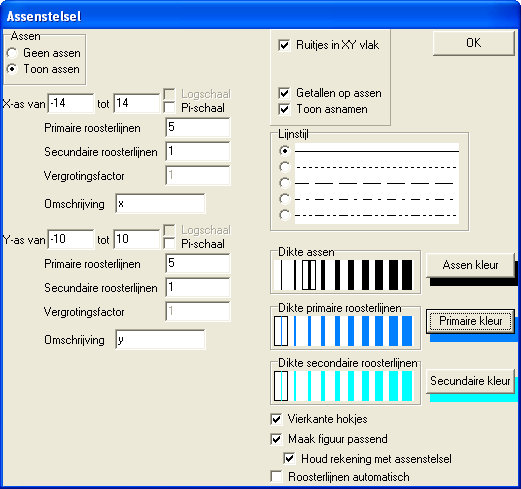 Assenstelsel
Assen
Geen assen
Toon assen
X-as van -14 tot 14
Logschaal
Pi-schaal
Primaire roosterlijnen 5
Secundaire roosterlijnen 1
Vergrotingsfactor 1
Omschrijving x
Y-as van -10 tot 10
Logschaal
Pi-schaal
Primaire roosterlijnen 5
Secundaire roosterlijnen 1
Vergrotingsfactor 1
Omschrijving y
Ruitjes in XY vlak
Getallen op assen
Toon asnamen
OK
Lijnstijl
Dikte assen
Assen kleur
Dikte primaire roosterlijnen
Primaire kleur
Dikte secondaire roosterlijnen
Secundaire kleur
Vierkante hokjes
Maak figuur passend
Houd rekening met assenstelsel
Roosterlijnen automatisch